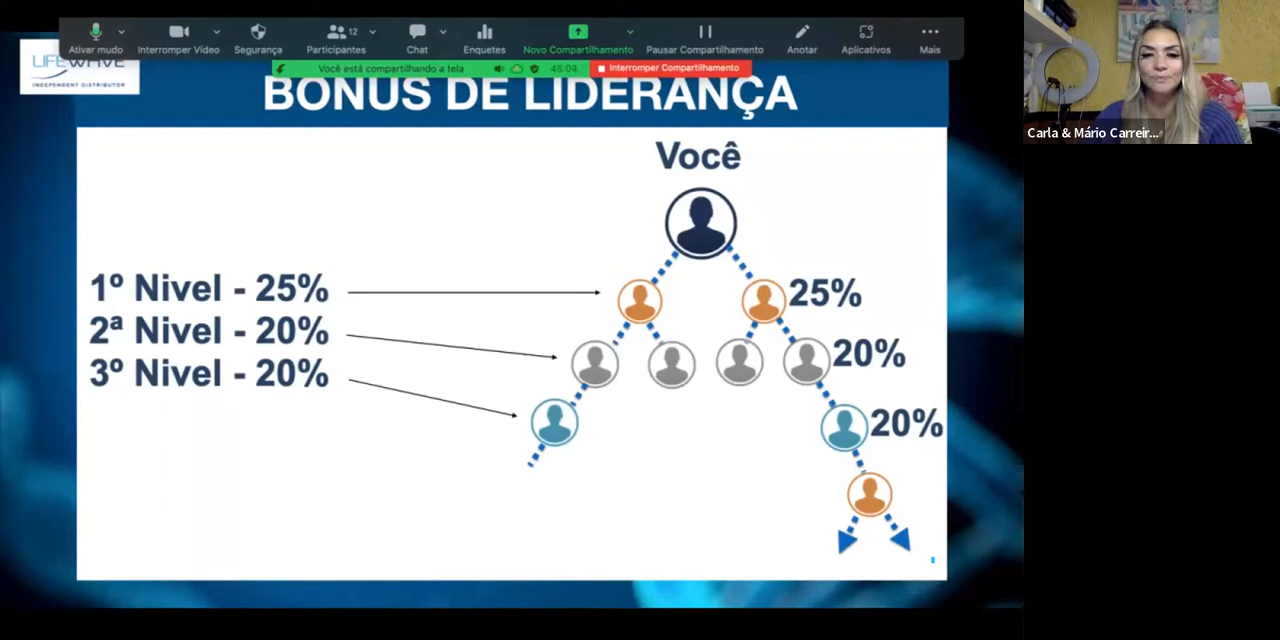 Ativar mudo
Interromper Vídeo
Segurança
12
Participantes
Chat
Enquetes
Novo Compartilhamento
Pausar Compartilhamento
Anotar
Aplicativos
Mais
Você está compartilhando a tela
45:04
Interromper Compartilhamento
LIFEWAVE
INDEPENDENT DISTRIBUTOR
BÔNUS DE LIDERANÇA
Você
1º Nivel - 25%
2ª Nivel - 20%
3º Nivel - 20%
25%
20%
20%
Carla & Mário Carreir...